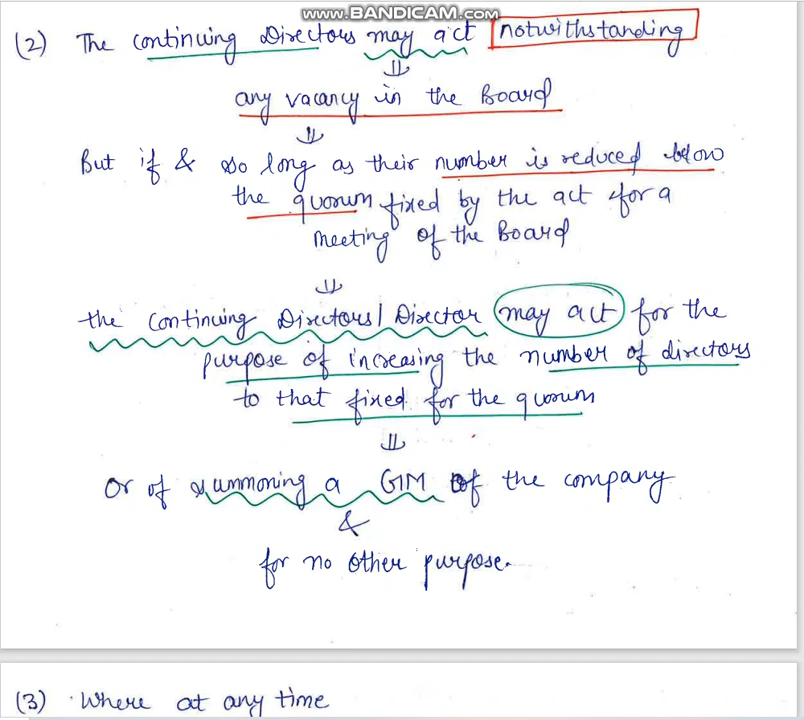 www.BANDICAM.com
(2) The continuing Directors may act notwithstanding
any vacancy in the Board
But if & so long as their number is reduced below
the quorum fixed by the act for a
meeting of the Board
the continuing Directors/Director may act for the
purpose of increasing the number of directors
to that fixed for the quorum
Or of summoning a GM of the company
&
for no other purpose.
(3) Where at any time